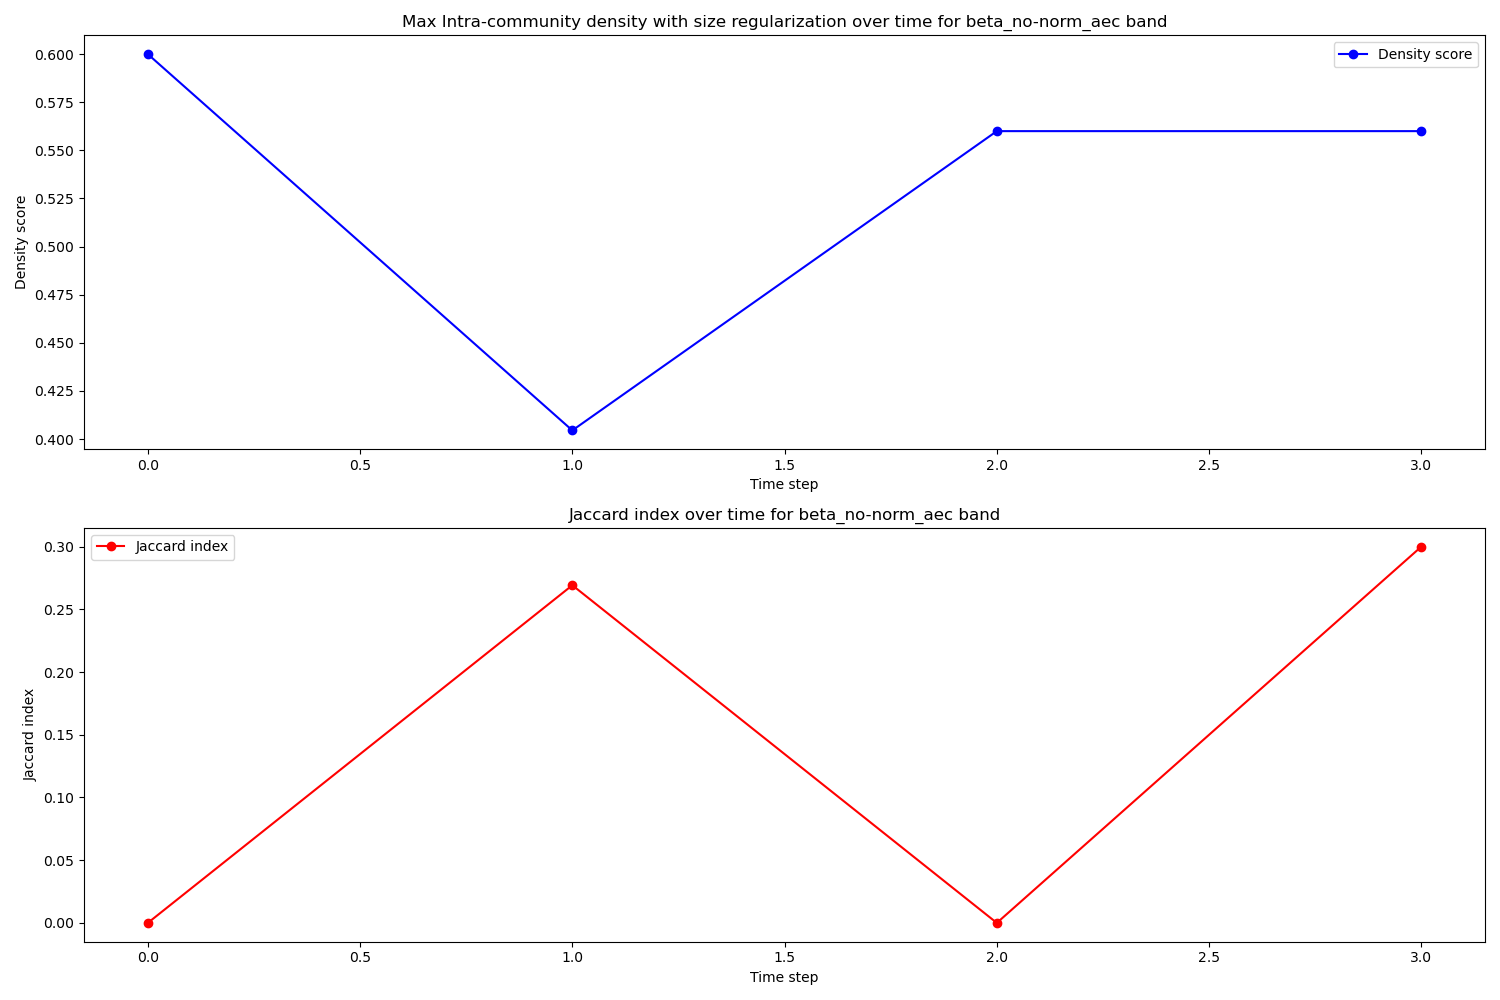 Max Intra-community density with size regularization over time for beta_no-norm_aec band
Density score
0.600
0.575
0.550
0.525
0.500
0.475
0.450
0.425
0.400
Density score
0.0 0.5 1.0 1.5 2.0 2.5 3.0
Time step
Jaccard index over time for beta_no-norm_aec band
Jaccard index
0.30
0.25
0.20
0.15
0.10
0.05
0.00
Jaccard index
0.0 0.5 1.0 1.5 2.0 2.5 3.0
Time step